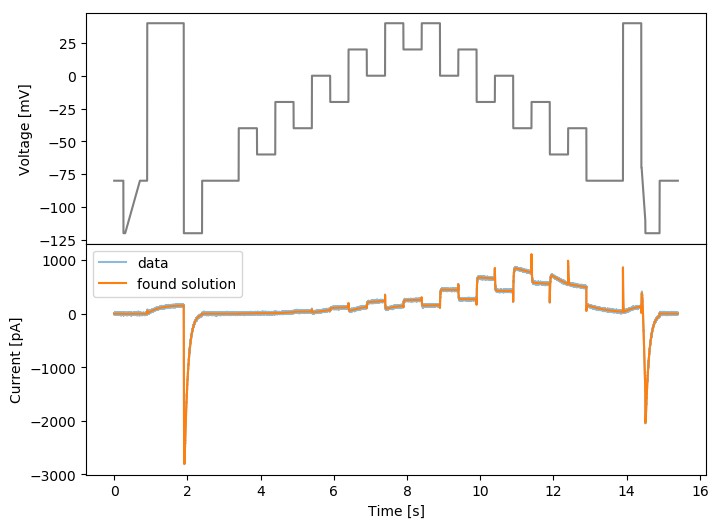 25
0
−25
−50
−75
−100
−125
Voltage [mV]
data
found solution
1000
0
−1000
−2000
−3000
Current [pA]
0 2 4 6 8 10 12 14 16
Time [s]